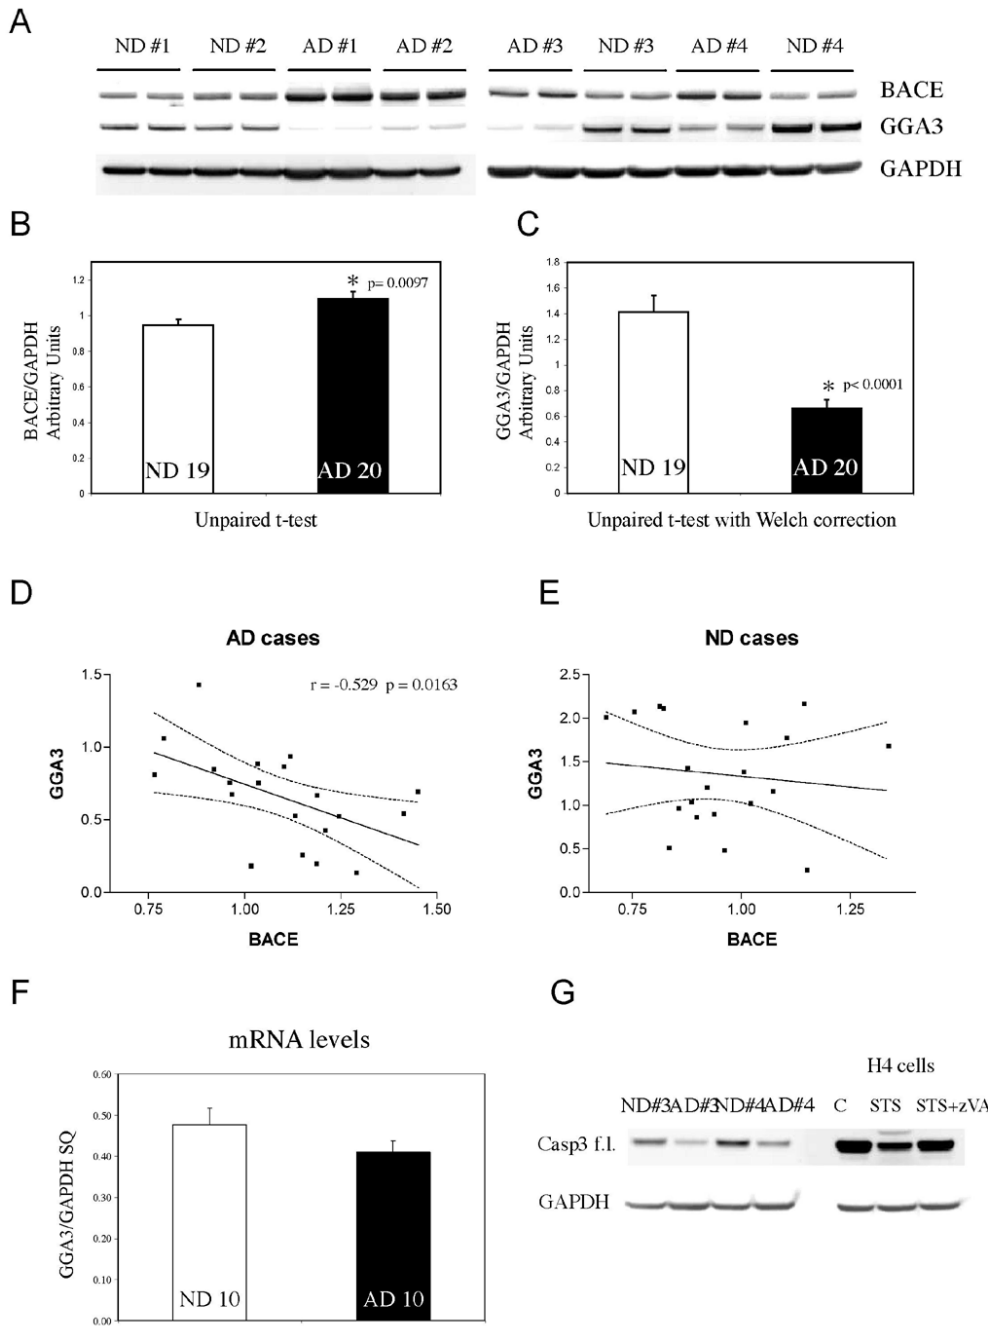 A
ND #1 ND #2 AD #1 AD #2 AD #3 ND #3 AD #4 ND #4
BACE
GGA3
GAPDH
B
BACE/GAPDH
Arbitrary Units
1.2
1
0.8
0.6
0.4
0.2
0
* p= 0.0097
ND 19
AD 20
Unpaired t-test
C
GGA3/GAPDH
Arbitrary Units
1.8
1.6
1.4
1.2
1
0.8
0.6
0.4
0.2
0
* p< 0.0001
ND 19
AD 20
Unpaired t-test with Welch correction
D
AD cases
r = -0.529 p = 0.0163
GGA3
1.5
1.0
0.5
0.0
0.75 1.00 1.25 1.50
BACE
E
ND cases
GGA3
2.5
2.0
1.5
1.0
0.5
0.0
0.75 1.00 1.25
BACE
F
mRNA levels
GGA3/GAPDH SQ
0.60
0.50
0.40
0.30
0.20
0.10
0.00
ND 10
AD 10
G
H4 cells
ND#3 AD#3 ND#4 AD#4 C STS STS+zVA
Casp3 f.l.
GAPDH